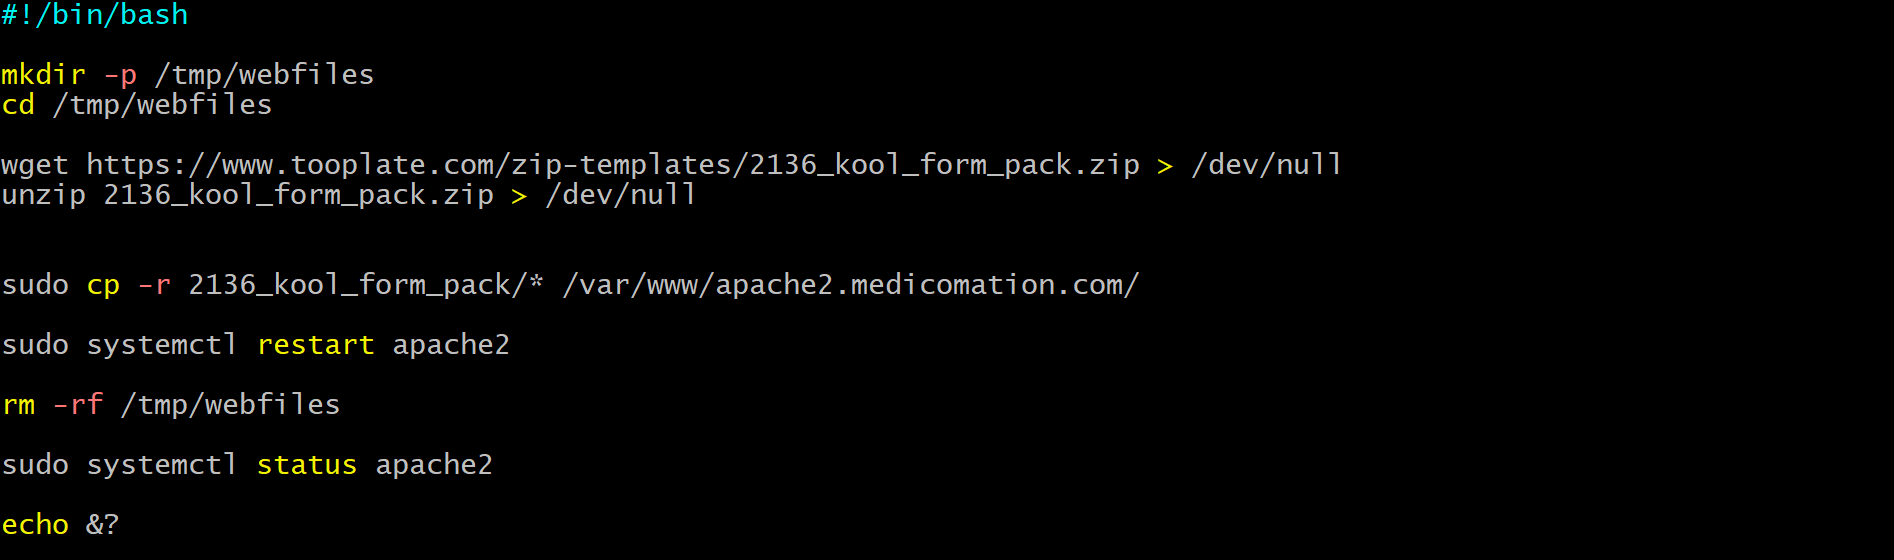 #!/bin/bash
mkdir -p /tmp/webfiles
cd /tmp/webfiles
wget https://www.tooplate.com/zip-templates/2136_kool_form_pack.zip > /dev/null
unzip 2136_kool_form_pack.zip > /dev/null
sudo cp -r 2136_kool_form_pack/* /var/www/apache2.medicomation.com/
sudo systemctl restart apache2
rm -rf /tmp/webfiles
sudo systemctl status apache2
echo &?